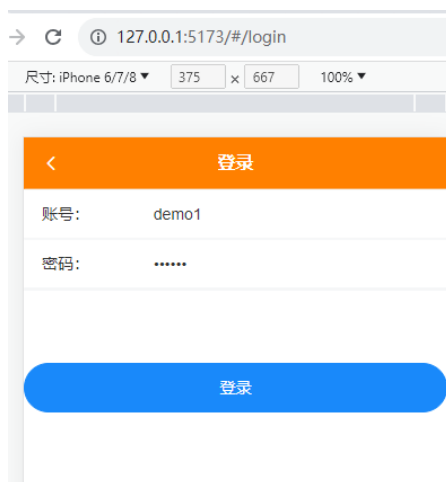 127.0.0.1:5173/#/login
尺寸: iPhone 6/7/8 ▼ 375 x 667 100% ▼
登录
账号： demo1
密码： ••••••
登录